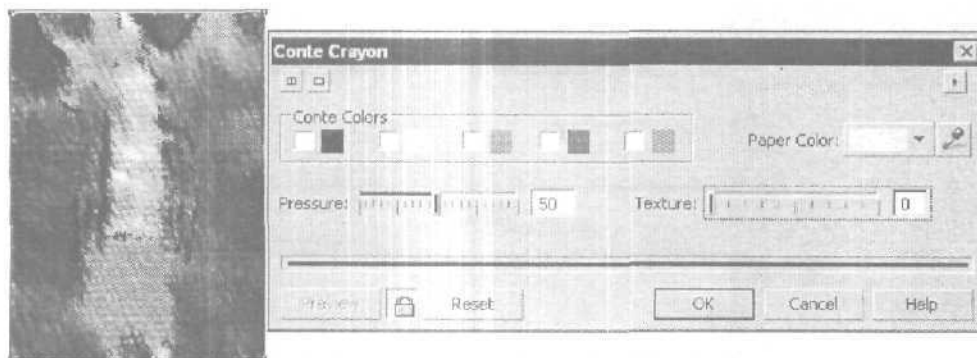 Conte Crayon
Conte Colors
Paper Color:
Pressure: 50 Texture: 0
Preview Reset OK Cancel Help